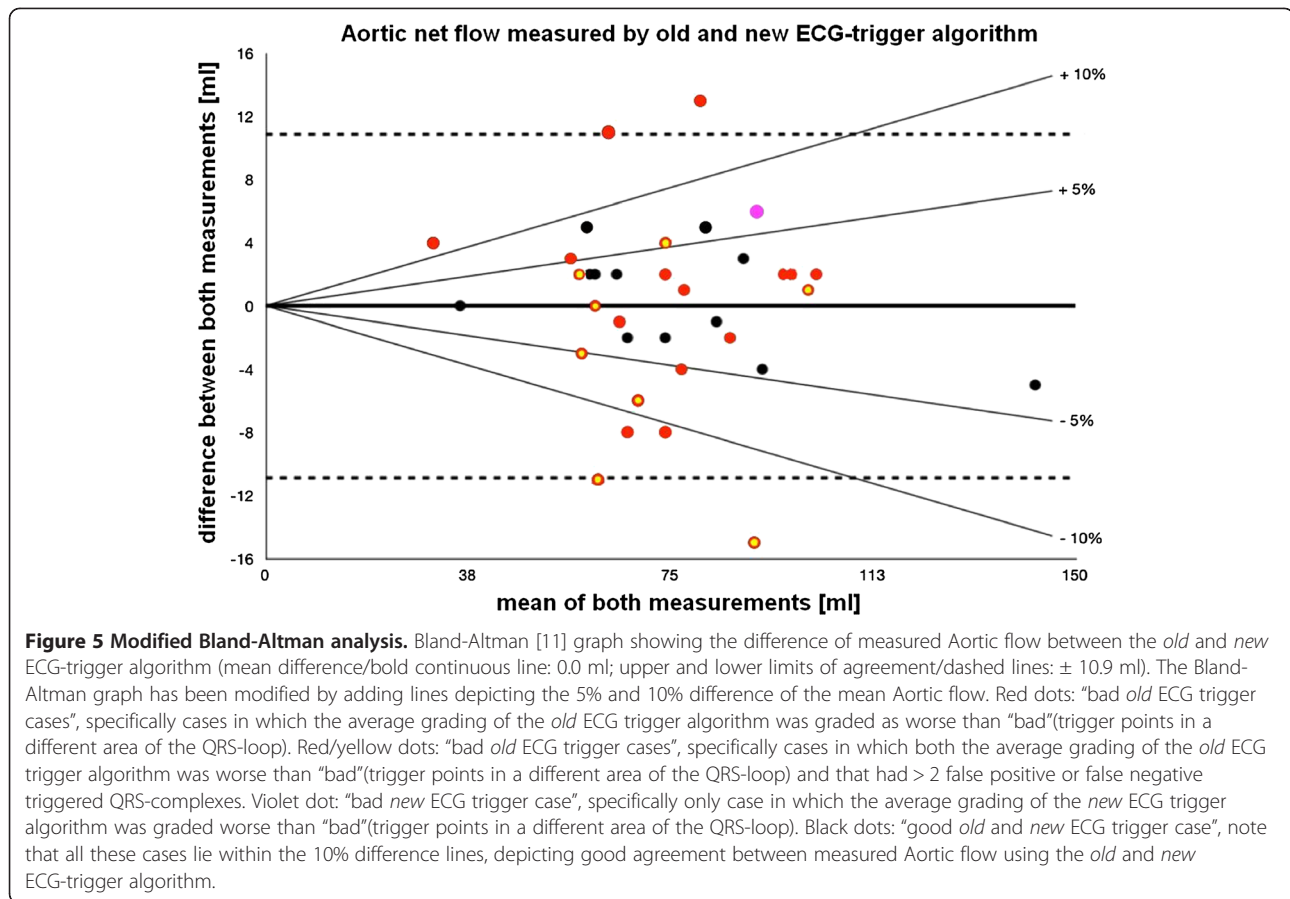 Aortic net flow measured by old and new ECG-trigger algorithm
difference between both measurements [ml]
16
12
8
4
0
-4
-8
-12
-16
+ 10%
+ 5%
- 5%
- 10%
0
38
75
113
150
mean of both measurements [ml]
Figure 5 Modified Bland-Altman analysis. Bland-Altman [11] graph showing the difference of measured Aortic flow between the old and new
ECG-trigger algorithm (mean difference/bold continuous line: 0.0 ml; upper and lower limits of agreement/dashed lines: ± 10.9 ml). The Bland-
Altman graph has been modified by adding lines depicting the 5% and 10% difference of the mean Aortic flow. Red dots: “bad old ECG trigger
cases”, specifically cases in which the average grading of the old ECG trigger algorithm was graded as worse than “bad”(trigger points in a
different area of the QRS-loop). Red/yellow dots: “bad old ECG trigger cases”, specifically cases in which both the average grading of the old ECG
trigger algorithm was worse than “bad”(trigger points in a different area of the QRS-loop) and that had > 2 false positive or false negative
triggered QRS-complexes. Violet dot: “bad new ECG trigger case”, specifically only case in which the average grading of the new ECG trigger
algorithm was graded worse than “bad”(trigger points in a different area of the QRS-loop). Black dots: “good old and new ECG trigger case”, note
that all these cases lie within the 10% difference lines, depicting good agreement between measured Aortic flow using the old and new
ECG-trigger algorithm.